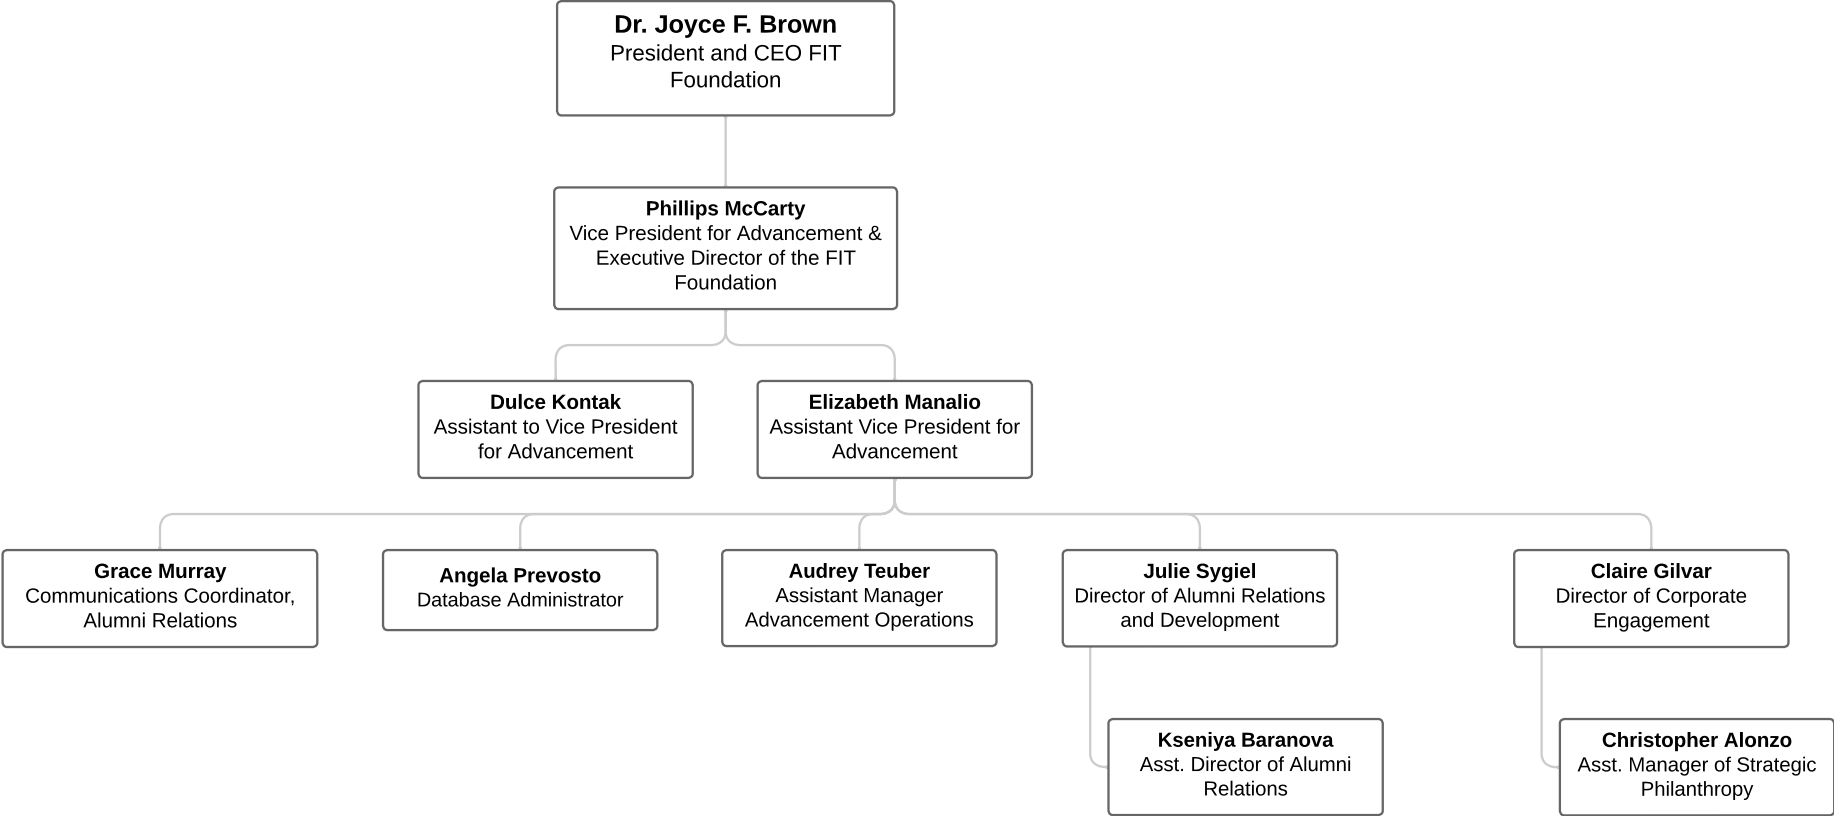 Dr. Joyce F. Brown
President and CEO FIT
Foundation
Phillips McCarty
Vice President for Advancement &
Executive Director of the FIT
Foundation
Dulce Kontak
Assistant to Vice President
for Advancement
Elizabeth Manalio
Assistant Vice President for
Advancement
Grace Murray
Communications Coordinator,
Alumni Relations
Angela Prevosto
Database Administrator
Audrey Teuber
Assistant Manager
Advancement Operations
Julie Sygiel
Director of Alumni Relations
and Development
Claire Gilvar
Director of Corporate
Engagement
Kseniya Baranova
Asst. Director of Alumni
Relations
Christopher Alonzo
Asst. Manager of Strategic
Philanthropy